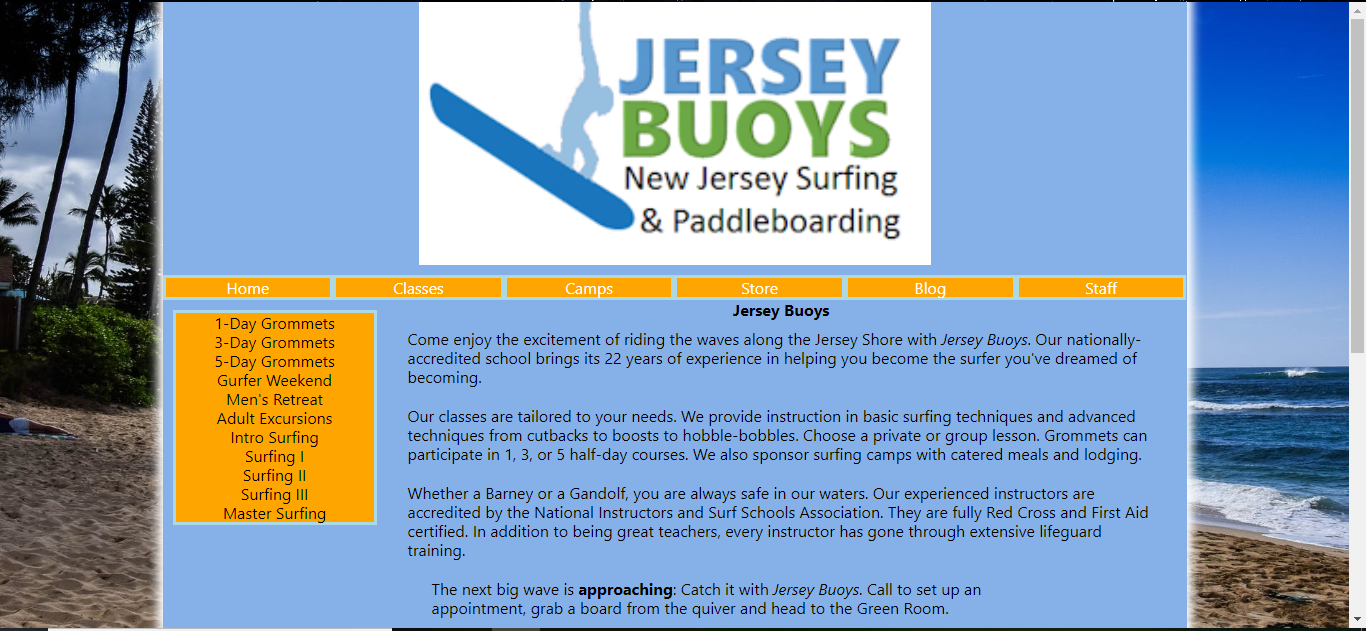 JERSEY
BUOYS
New Jersey Surfing
& Paddleboarding
Home Classes Camps Store Blog Staff
1-Day Grommets
3-Day Grommets
5-Day Grommets
Gurfer Weekend
Men's Retreat
Adult Excursions
Intro Surfing
Surfing I
Surfing II
Surfing III
Master Surfing
Jersey Buoys
Come enjoy the excitement of riding the waves along the Jersey Shore with Jersey Buoys. Our nationally-
accredited school brings its 22 years of experience in helping you become the surfer you've dreamed of
becoming.
Our classes are tailored to your needs. We provide instruction in basic surfing techniques and advanced
techniques from cutbacks to boosts to hobble-bobbles. Choose a private or group lesson. Grommets can
participate in 1, 3, or 5 half-day courses. We also sponsor surfing camps with catered meals and lodging.
Whether a Barney or a Gandolf, you are always safe in our waters. Our experienced instructors are
accredited by the National Instructors and Surf Schools Association. They are fully Red Cross and First Aid
certified. In addition to being great teachers, every instructor has gone through extensive lifeguard
training.
The next big wave is approaching: Catch it with Jersey Buoys. Call to set up an
appointment, grab a board from the quiver and head to the Green Room.